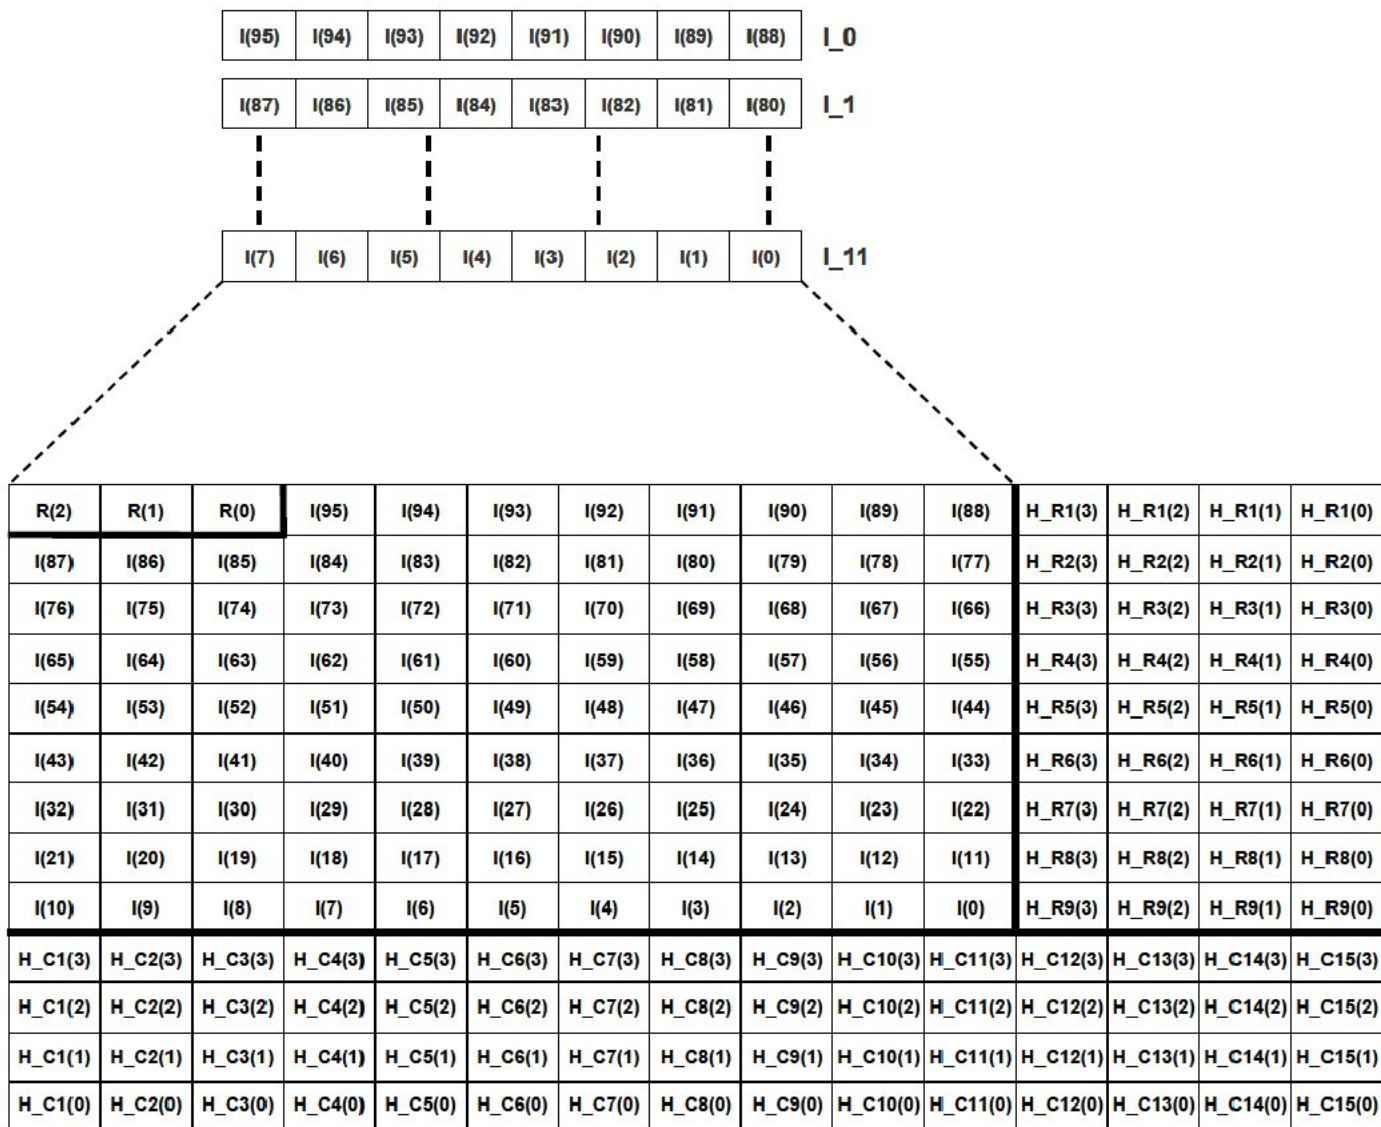 I(95) I(94) I(93) I(92) I(91) I(90) I(89) I(88) I_0
I(87) I(86) I(85) I(84) I(83) I(82) I(81) I(80) I_1
I(7) I(6) I(5) I(4) I(3) I(2) I(1) I(0) I_11
R(2) R(1) R(0) I(95) I(94) I(93) I(92) I(91) I(90) I(89) I(88) H_R1(3) H_R1(2) H_R1(1) H_R1(0)
I(87) I(86) I(85) I(84) I(83) I(82) I(81) I(80) I(79) I(78) I(77) H_R2(3) H_R2(2) H_R2(1) H_R2(0)
I(76) I(75) I(74) I(73) I(72) I(71) I(70) I(69) I(68) I(67) I(66) H_R3(3) H_R3(2) H_R3(1) H_R3(0)
I(65) I(64) I(63) I(62) I(61) I(60) I(59) I(58) I(57) I(56) I(55) H_R4(3) H_R4(2) H_R4(1) H_R4(0)
I(54) I(53) I(52) I(51) I(50) I(49) I(48) I(47) I(46) I(45) I(44) H_R5(3) H_R5(2) H_R5(1) H_R5(0)
I(43) I(42) I(41) I(40) I(39) I(38) I(37) I(36) I(35) I(34) I(33) H_R6(3) H_R6(2) H_R6(1) H_R6(0)
I(32) I(31) I(30) I(29) I(28) I(27) I(26) I(25) I(24) I(23) I(22) H_R7(3) H_R7(2) H_R7(1) H_R7(0)
I(21) I(20) I(19) I(18) I(17) I(16) I(15) I(14) I(13) I(12) I(11) H_R8(3) H_R8(2) H_R8(1) H_R8(0)
I(10) I(9) I(8) I(7) I(6) I(5) I(4) I(3) I(2) I(1) I(0) H_R9(3) H_R9(2) H_R9(1) H_R9(0)
H_C1(3) H_C2(3) H_C3(3) H_C4(3) H_C5(3) H_C6(3) H_C7(3) H_C8(3) H_C9(3) H_C10(3) H_C11(3) H_C12(3) H_C13(3) H_C14(3) H_C15(3)
H_C1(2) H_C2(2) H_C3(2) H_C4(2) H_C5(2) H_C6(2) H_C7(2) H_C8(2) H_C9(2) H_C10(2) H_C11(2) H_C12(2) H_C13(2) H_C14(2) H_C15(2)
H_C1(1) H_C2(1) H_C3(1) H_C4(1) H_C5(1) H_C6(1) H_C7(1) H_C8(1) H_C9(1) H_C10(1) H_C11(1) H_C12(1) H_C13(1) H_C14(1) H_C15(1)
H_C1(0) H_C2(0) H_C3(0) H_C4(0) H_C5(0) H_C6(0) H_C7(0) H_C8(0) H_C9(0) H_C10(0) H_C11(0) H_C12(0) H_C13(0) H_C14(0) H_C15(0)